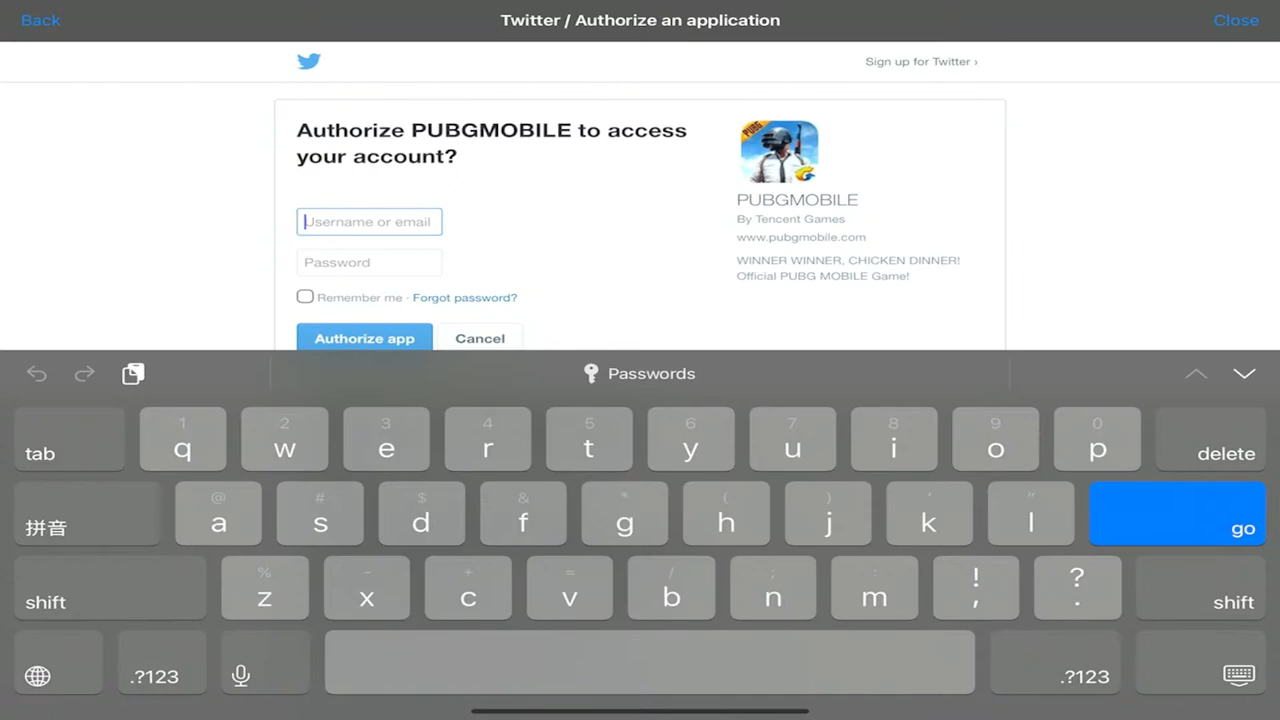 Back
Twitter / Authorize an application
Close
Sign up for Twitter ›
Authorize PUBGMOBILE to access
your account?
Username or email
Password
Remember me · Forgot password?
Authorize app
Cancel
PUBG
PUBGMOBILE
By Tencent Games
www.pubgmobile.com
WINNER WINNER, CHICKEN DINNER!
Official PUBG MOBILE Game!
Passwords
1 2 3 4 5 6 7 8 9 0
tab q w e r t y u i o p delete
@ # $ & * ( ) ' "
拼音 a s d f g h j k l go
% - + = / ; : ! ?
shift z x c v b n m , . shift
.?123 .?123